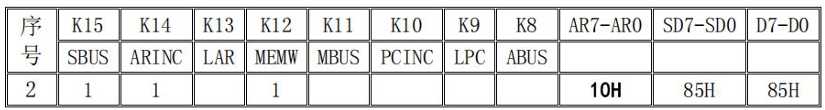 序号 K15 K14 K13 K12 K11 K10 K9 K8 AR7-AR0 SD7-SD0 D7-D0
SBUS ARINC LAR MEMW MBUS PCINC LPC ABUS
2 1 1 1 10H 85H 85H